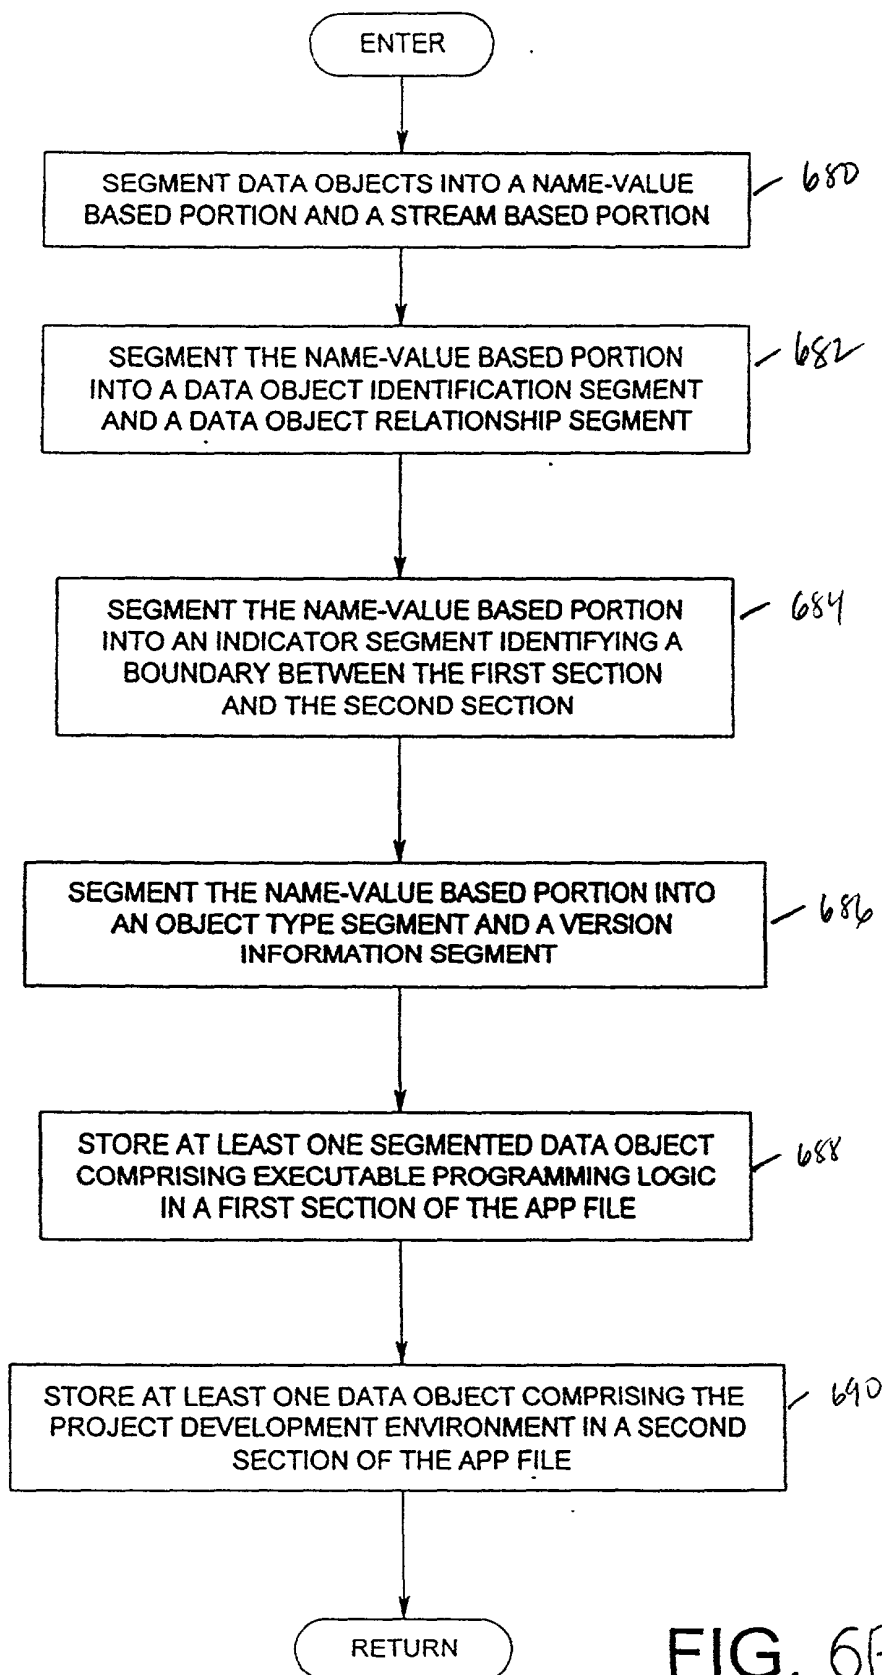 ENTER
SEGMENT DATA OBJECTS INTO A NAME-VALUE
BASED PORTION AND A STREAM BASED PORTION
680
SEGMENT THE NAME-VALUE BASED PORTION
INTO A DATA OBJECT IDENTIFICATION SEGMENT
AND A DATA OBJECT RELATIONSHIP SEGMENT
682
SEGMENT THE NAME-VALUE BASED PORTION
INTO AN INDICATOR SEGMENT IDENTIFYING A
BOUNDARY BETWEEN THE FIRST SECTION
AND THE SECOND SECTION
684
SEGMENT THE NAME-VALUE BASED PORTION INTO
AN OBJECT TYPE SEGMENT AND A VERSION
INFORMATION SEGMENT
686
STORE AT LEAST ONE SEGMENTED DATA OBJECT
COMPRISING EXECUTABLE PROGRAMMING LOGIC
IN A FIRST SECTION OF THE APP FILE
688
STORE AT LEAST ONE DATA OBJECT COMPRISING THE
PROJECT DEVELOPMENT ENVIRONMENT IN A SECOND
SECTION OF THE APP FILE
690
RETURN
FIG.